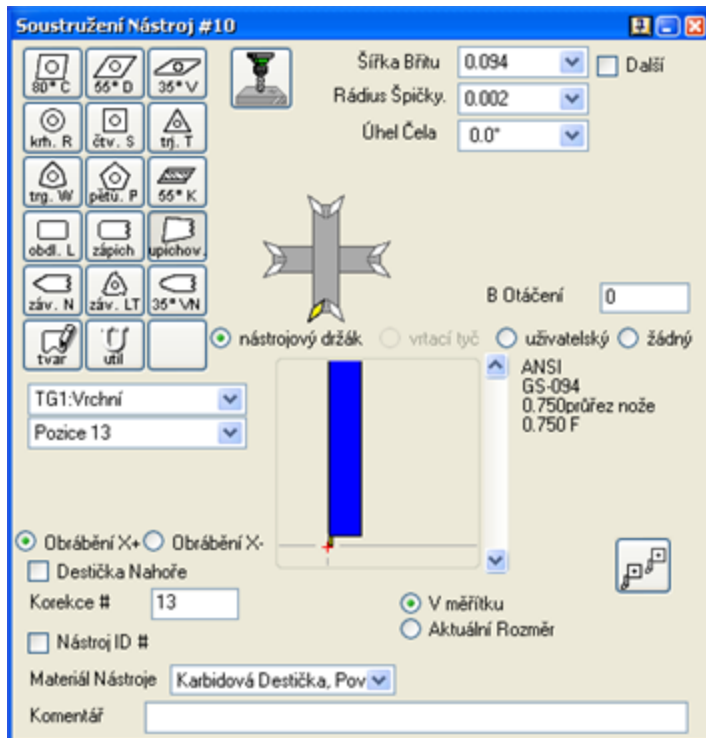 Soustružení Nástroj #10
80° C
55° D
35° V
krh. R
čtv. S
trj. T
trg. W
pětú. P
55° K
obdl. L
zápich
upichov.
záv. N
záv. LT
35° VN
tvar
útil
Šířka Břitu 0.094 Další
Rádius Špičky. 0.002
Úhel Čela 0.0°
B Otáčení 0
nástrojový držák vrtací tyč uživatelský žádný
TG1:Vrchní
Pozice 13
ANSI
GS-094
0.750průřez nože
0.750 F
Obrábění X+ Obrábění X-
Destička Nahoře
Korekce # 13
V měřítku
Aktuální Rozměr
Nástroj ID #
Materiál Nástroje Karbidová Destička, Pov
Komentář